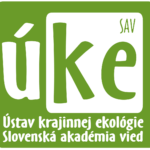 SAV
úke
Ústav krajinnej ekológie
Slovenská akadémia vied